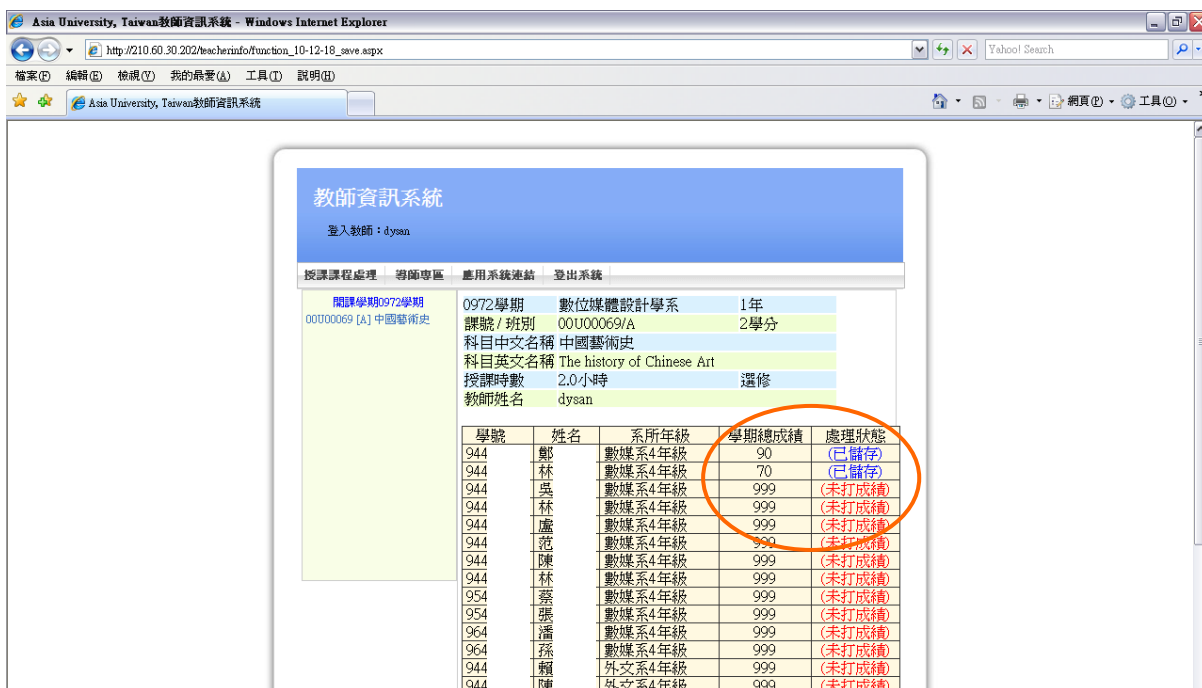 Asia University, Taiwan教師資訊系統 - Windows Internet Explorer
http://210.60.30.202/teacherinfo/function_10-12-18_save.aspx
Yahoo! Search
檔案(F) 編輯(E) 檢視(V) 我的最愛(A) 工具(T) 說明(H)
Asia University, Taiwan教師資訊系統
網頁(P) 工具(O)
教師資訊系統
登入教師：dysan
授課課程處理 導師專區 應用系統連結 登出系統
開課學期0972學期
00U00069 [A] 中國藝術史
0972學期 數位媒體設計學系 1年
課號 / 班別 00U00069/A 2學分
科目中文名稱 中國藝術史
科目英文名稱 The history of Chinese Art
授課時數 2.0小時 選修
教師姓名 dysan
學號 姓名 系所年級 學期總成績 處理狀態
944 鄭 數媒系4年級 90 (已儲存)
944 林 數媒系4年級 70 (已儲存)
944 吳 數媒系4年級 999 (未打成績)
944 林 數媒系4年級 999 (未打成績)
944 盧 數媒系4年級 999 (未打成績)
944 范 數媒系4年級 999 (未打成績)
944 陳 數媒系4年級 999 (未打成績)
944 林 數媒系4年級 999 (未打成績)
954 蔡 數媒系4年級 999 (未打成績)
954 張 數媒系4年級 999 (未打成績)
964 潘 數媒系4年級 999 (未打成績)
964 孫 數媒系4年級 999 (未打成績)
944 賴 外文系4年級 999 (未打成績)
944 陳 外文系4年級 999 (未打成績)